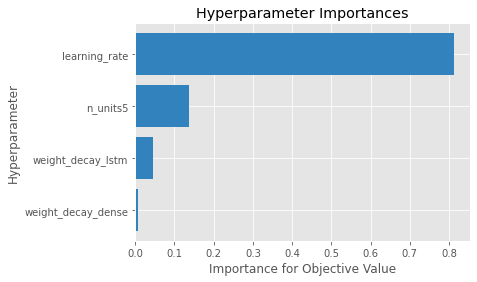 Hyperparameter Importances
Hyperparameter
learning_rate
n_units5
weight_decay_lstm
weight_decay_dense
0.0 0.1 0.2 0.3 0.4 0.5 0.6 0.7 0.8
Importance for Objective Value